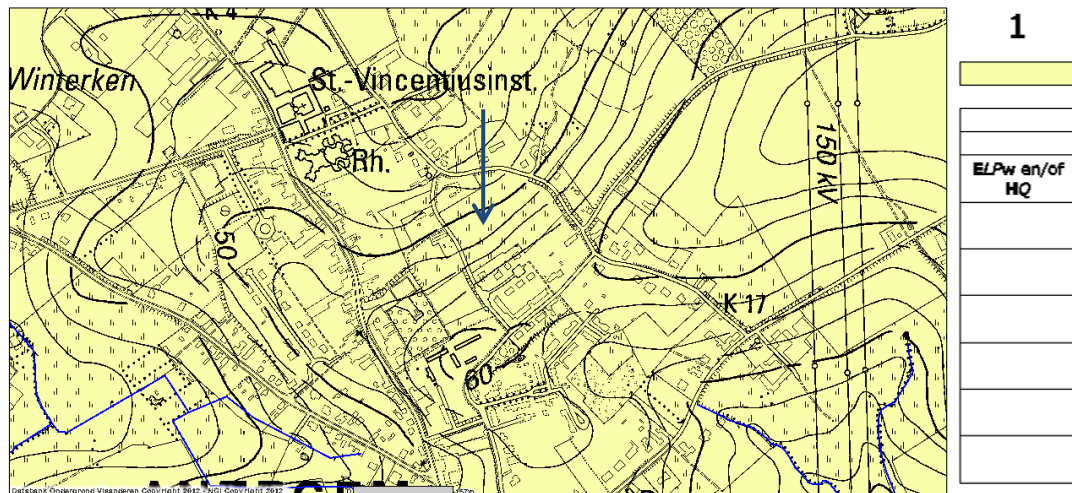 K 4
1
Winterken
St.-Vincentiusinst.
Rh.
150 kV
ELPw en/of
HQ
50
K 17
60
Databank Ondergrond Vlaanderen Copyright 2012 - NGI Copyright 2012